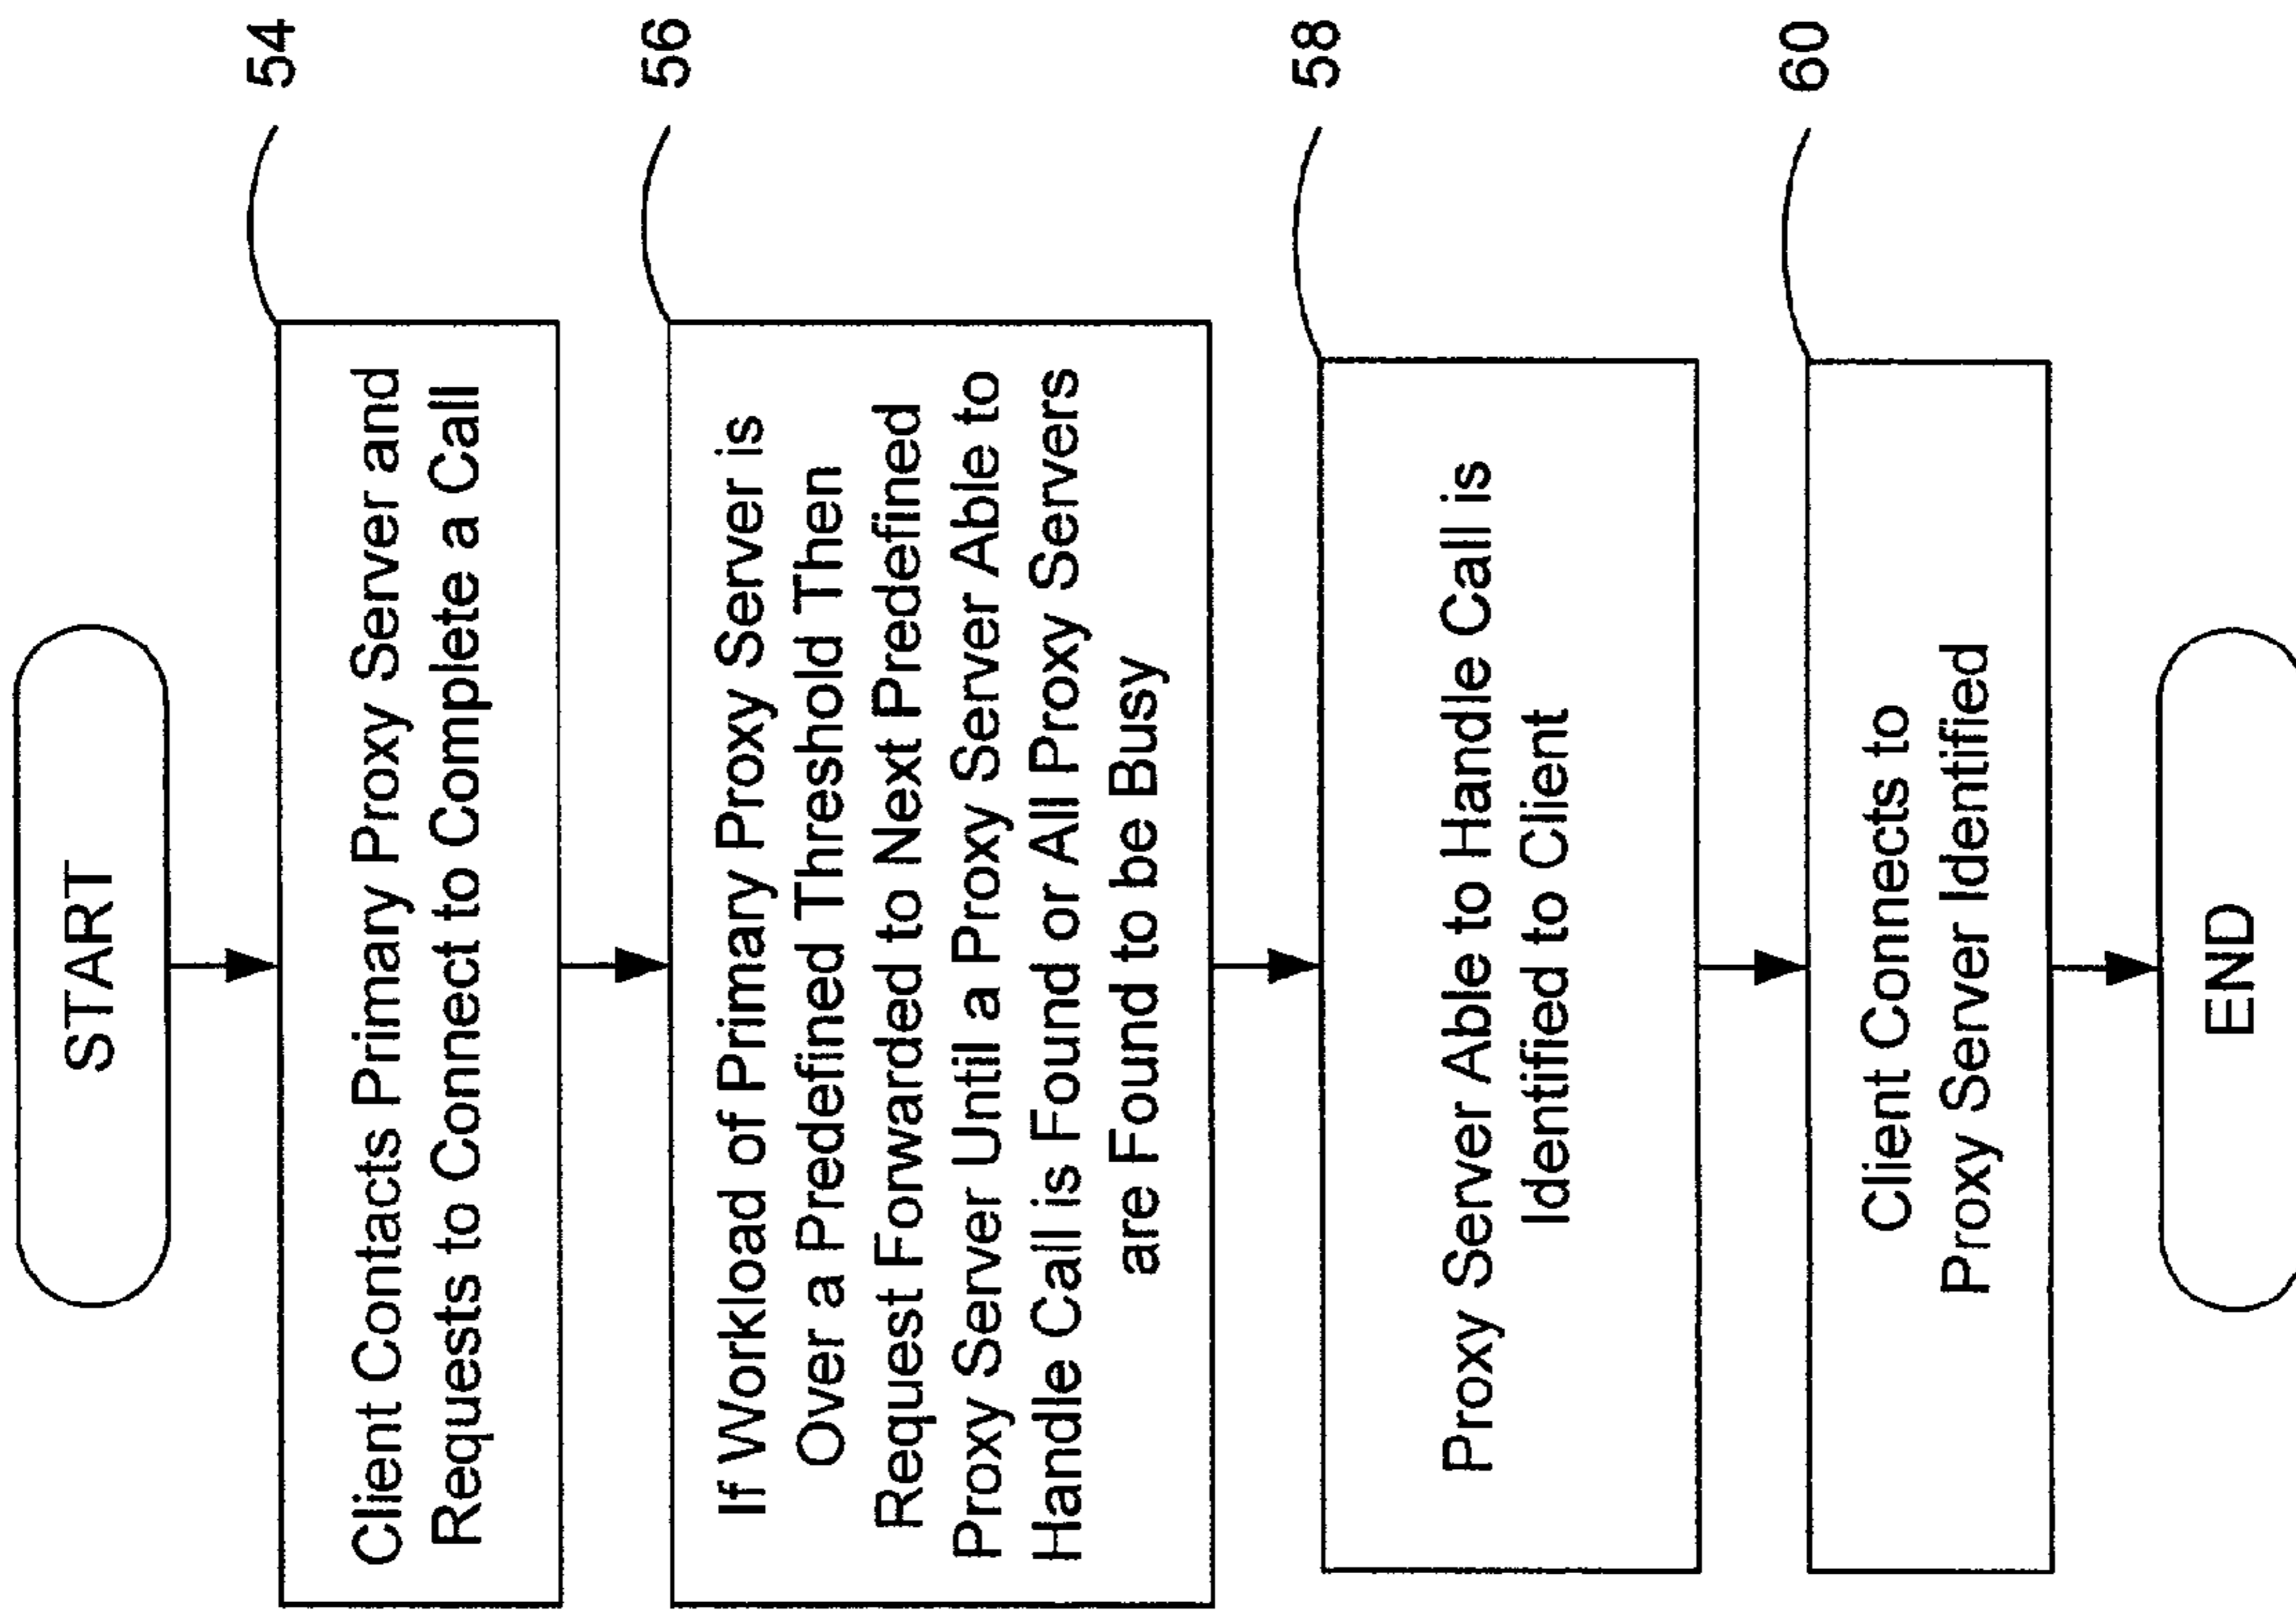 START
54
Client Contacts Primary Proxy Server and
Requests to Connect to Complete a Call
56
If Workload of Primary Proxy Server is
Over a Predefined Threshold Then
Request Forwarded to Next Predefined
Proxy Server Until a Proxy Server Able to
Handle Call is Found or All Proxy Servers
are Found to be Busy
58
Proxy Server Able to Handle Call is
Identified to Client
60
Client Connects to
Proxy Server Identified
END